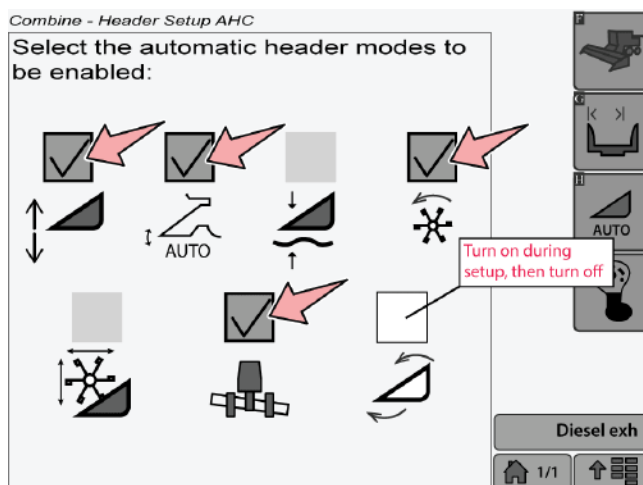 Combine - Header Setup AHC
Select the automatic header modes to
be enabled:
F
G
H
AUTO
AUTO
Turn on during
setup, then turn off
Diesel exh
1/1